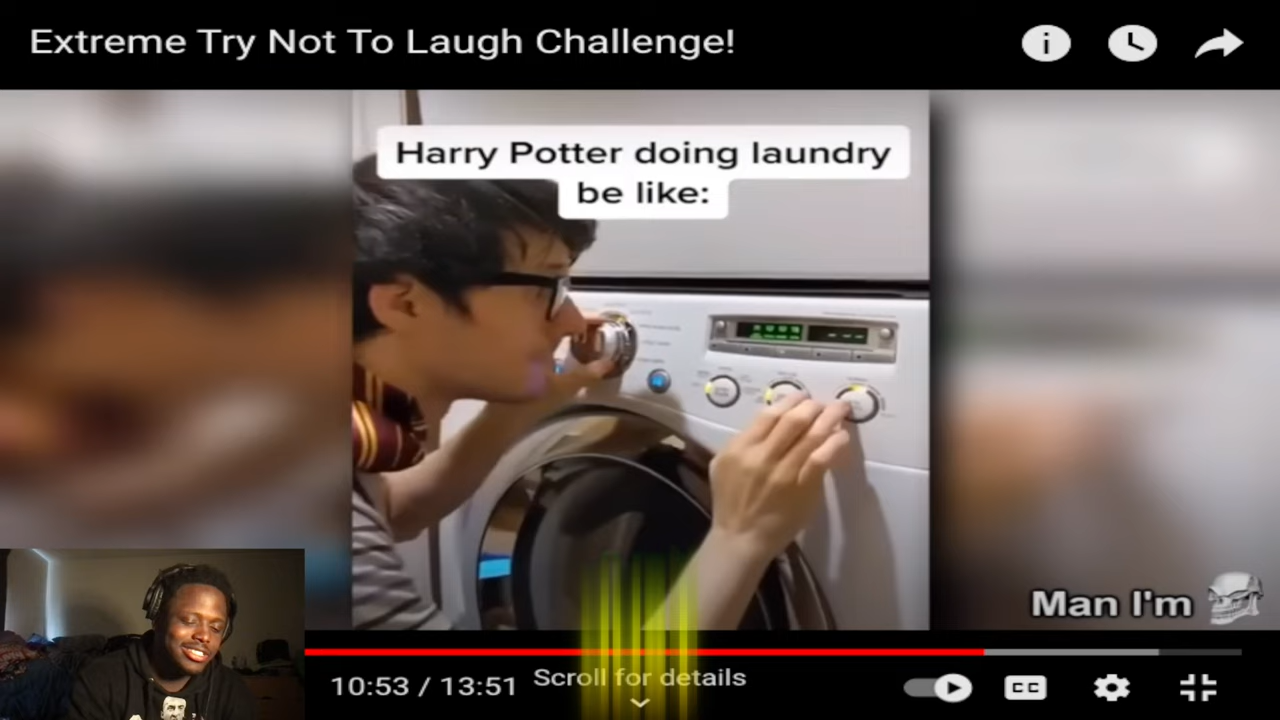 Extreme Try Not To Laugh Challenge!
Harry Potter doing laundry
be like:
Man I'm
10:53 / 13:51
Scroll for details
CC